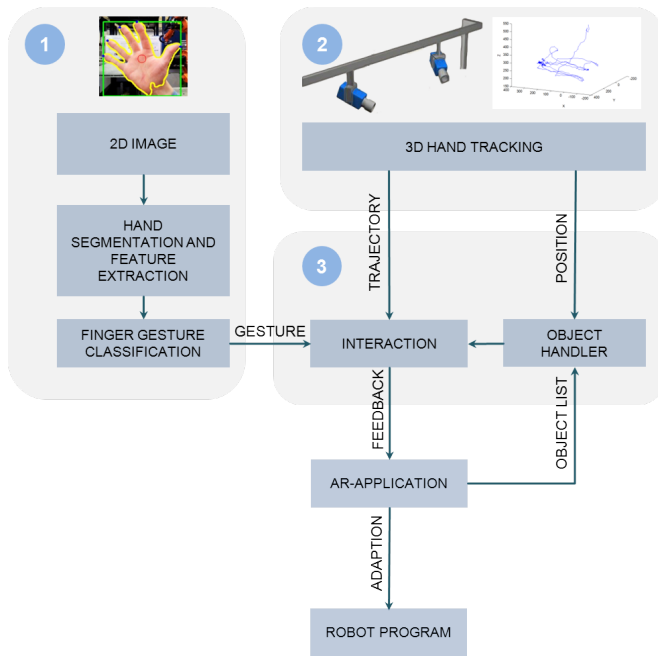 1
2D IMAGE
HAND
SEGMENTATION AND
FEATURE
EXTRACTION
FINGER GESTURE
CLASSIFICATION
GESTURE
2
3D HAND TRACKING
TRAJECTORY
POSITION
3
INTERACTION
OBJECT
HANDLER
FEEDBACK
OBJECT LIST
AR-APPLICATION
ADAPTION
ROBOT PROGRAM